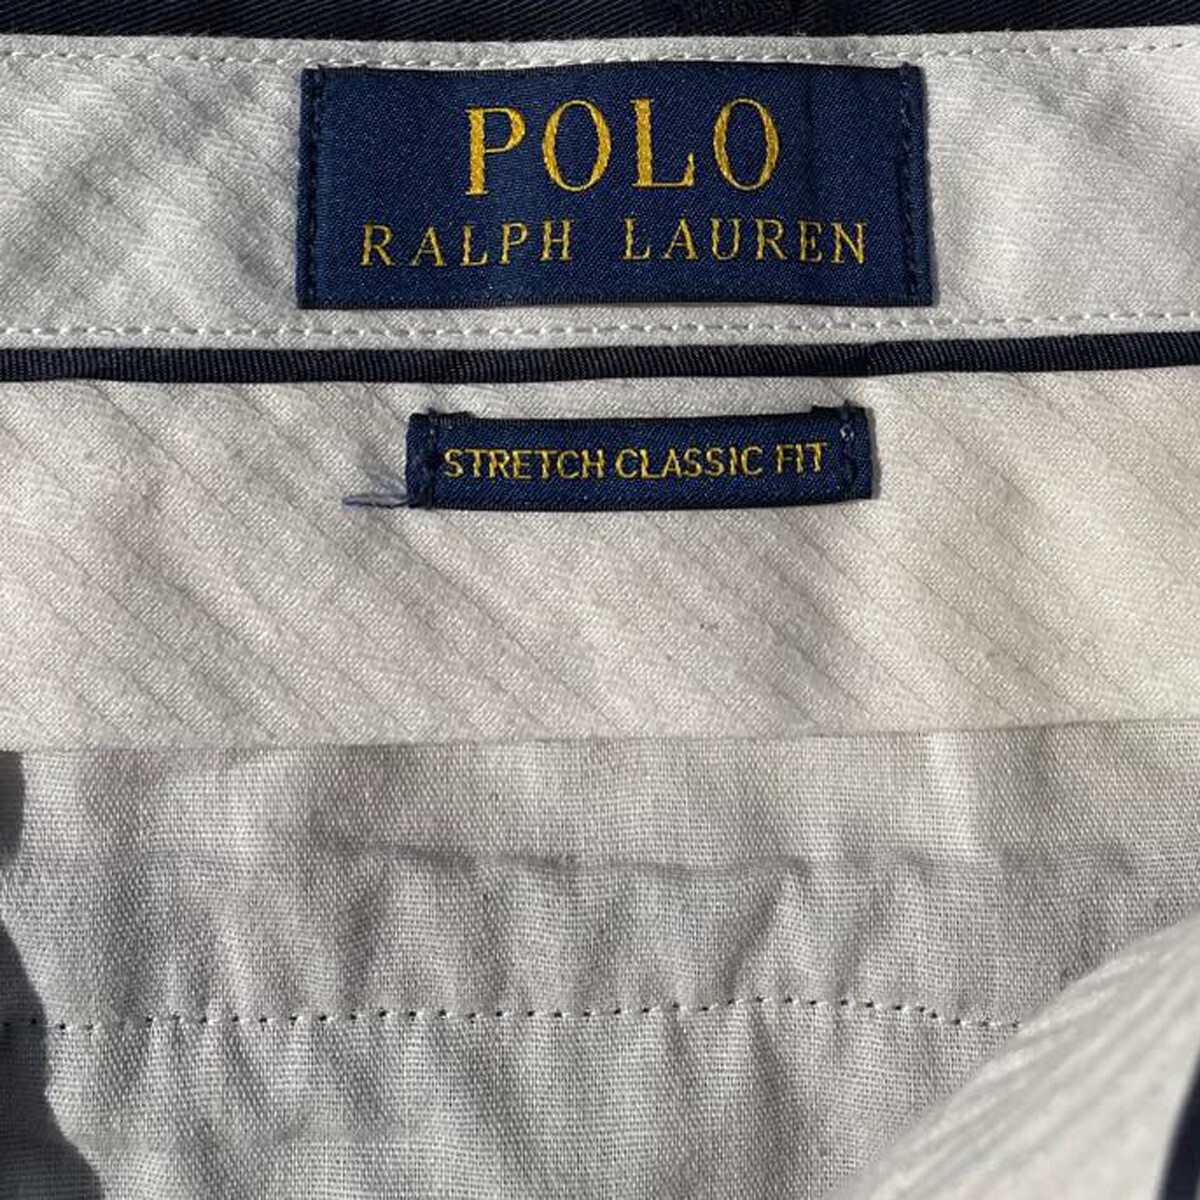 POLO
RALPH LAUREN
STRETCH CLASSIC FIT